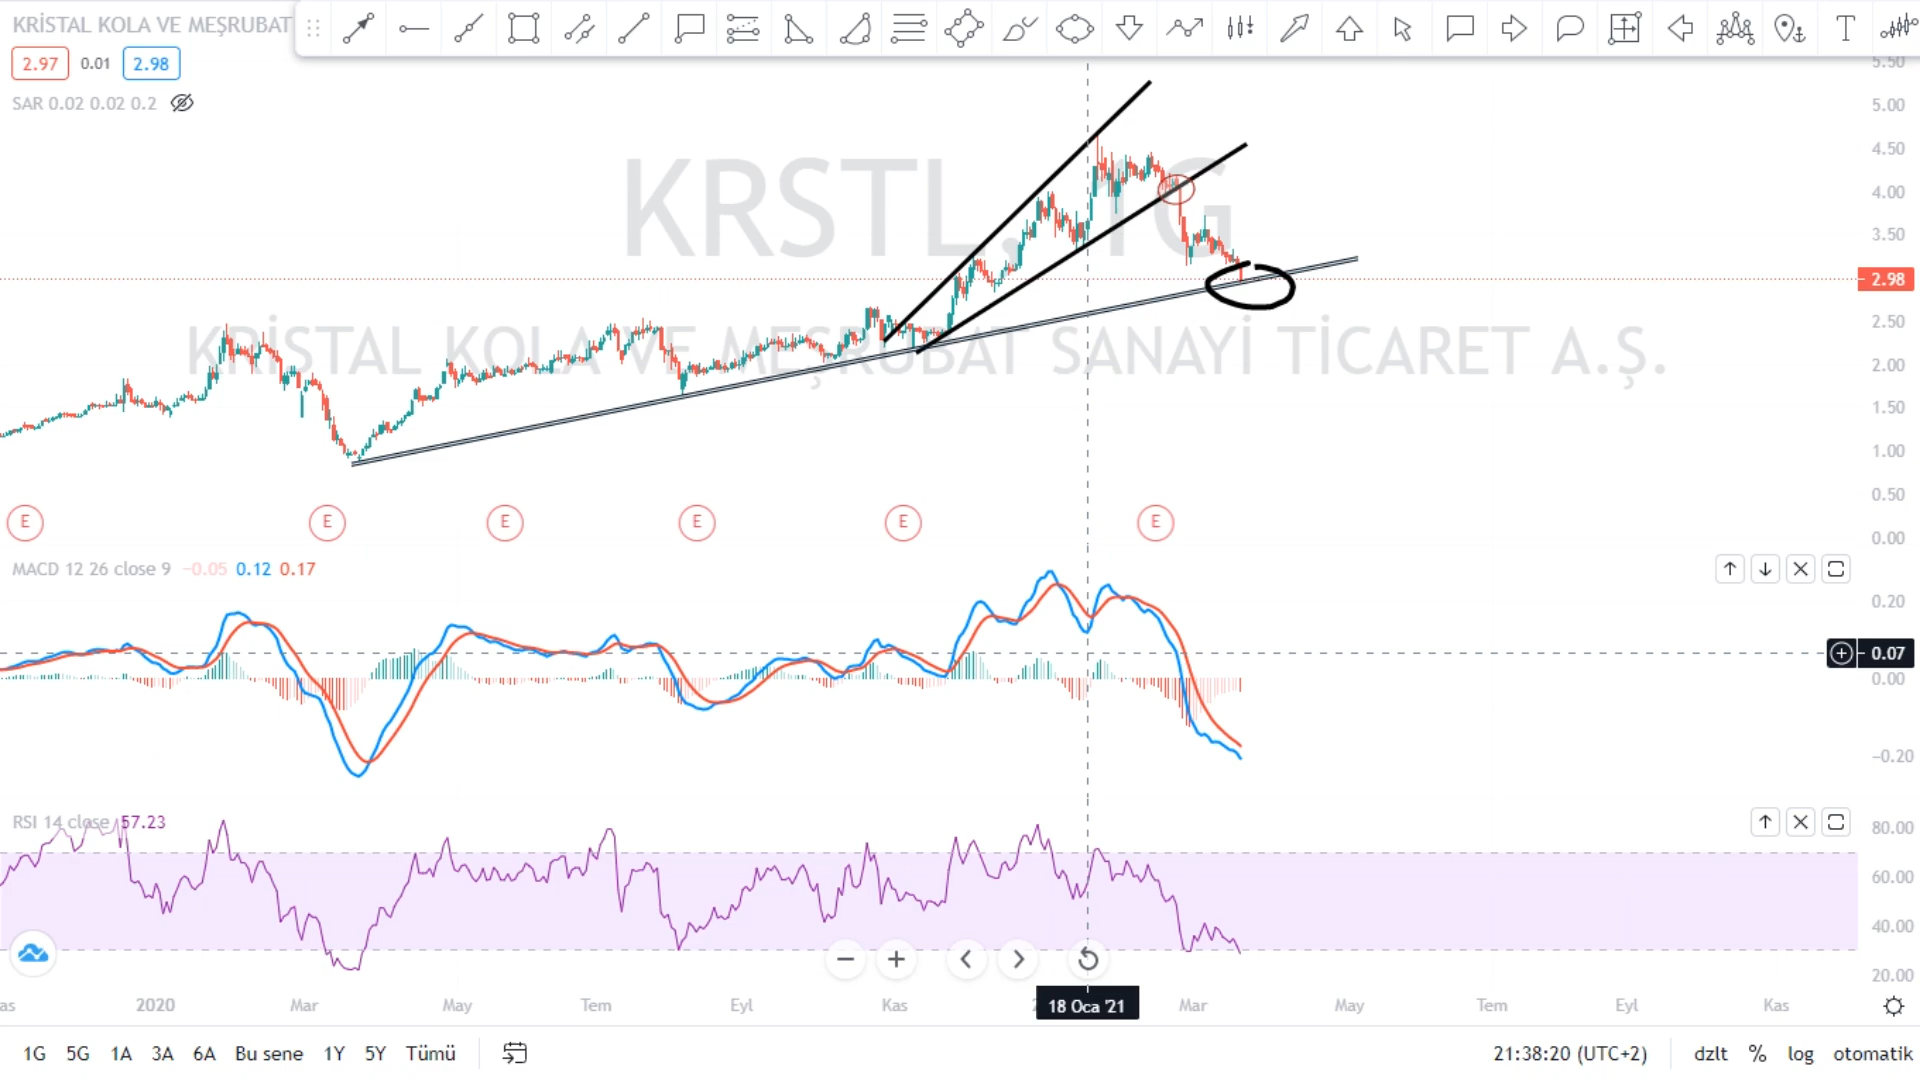 KRİSTAL KOLA VE MEŞRUBAT
2.97 0.01 2.98
SAR 0.02 0.02 0.2
T
KRSTL, 1G
KRİSTAL KOLA VE MEŞRUBAT SANAYİ TİCARET A.Ş.
5.50
5.00
4.50
4.00
3.50
2.98
2.50
2.00
1.50
1.00
0.50
0.00
E E E E E E
MACD 12 26 close 9 −0.05 0.12 0.17
0.20
0.07
0.00
−0.20
RSI 14 close 57.23
80.00
60.00
40.00
20.00
2020 Mar May Tem Eyl Kas 18 Oca '21 Mar May Tem Eyl Kas
1G 5G 1A 3A 6A Bu sene 1Y 5Y Tümü
21:38:20 (UTC+2) dzlt % log otomatik